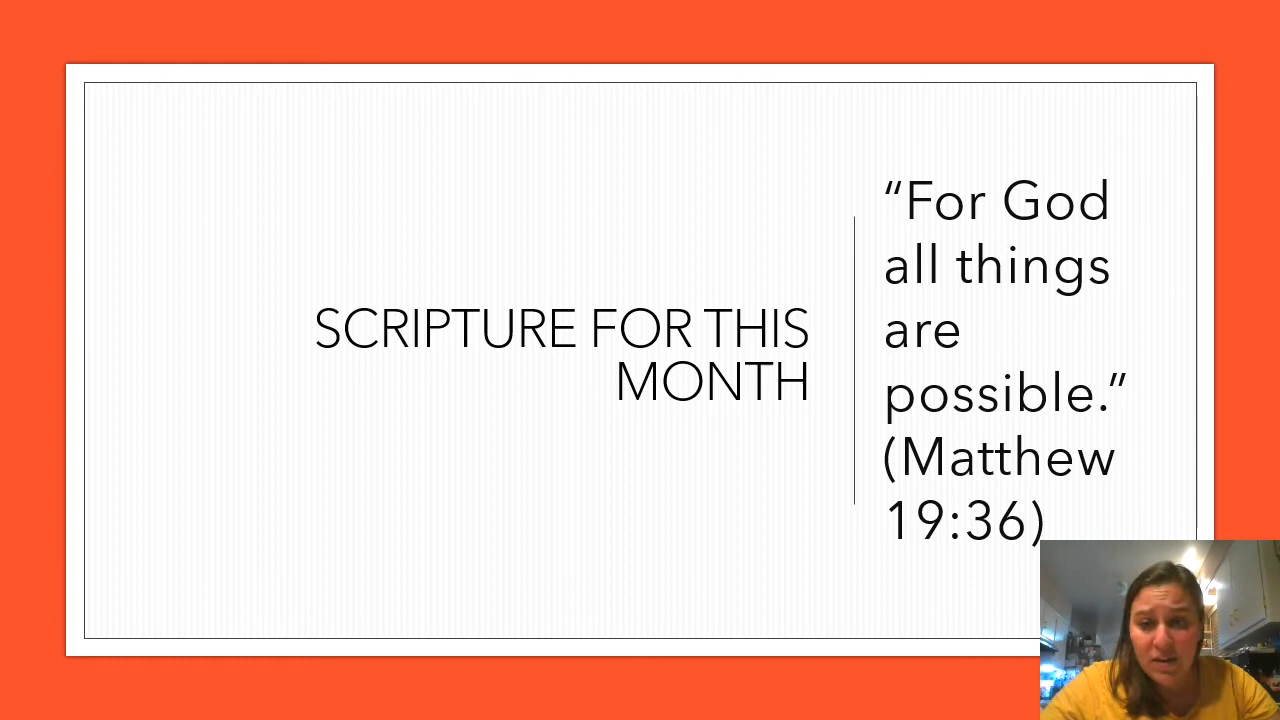 SCRIPTURE FOR THIS
MONTH
“For God
all things
are
possible.”
(Matthew
19:36)